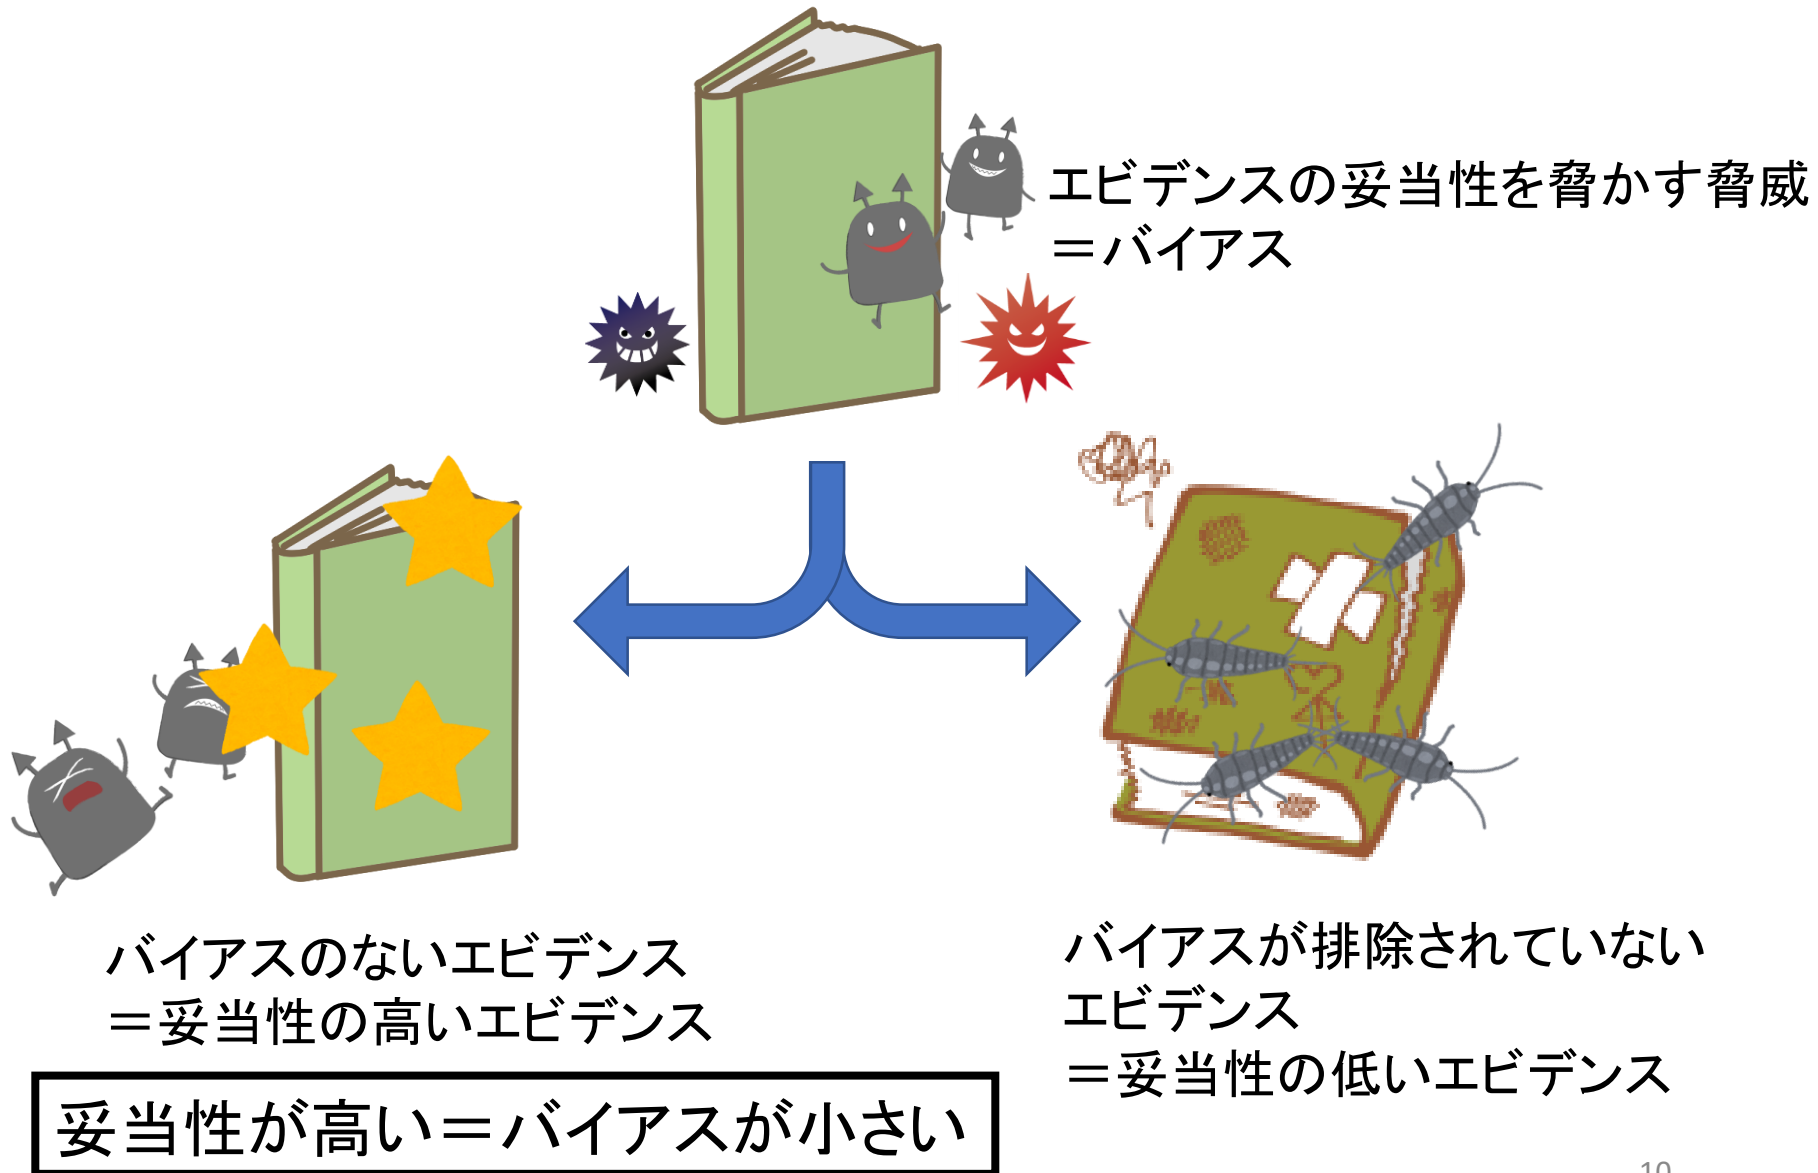 エビデンスの妥当性を脅かす脅威
＝バイアス
バイアスのないエビデンス
＝妥当性の高いエビデンス
バイアスが排除されていない
エビデンス
＝妥当性の低いエビデンス
妥当性が高い＝バイアスが小さい
10